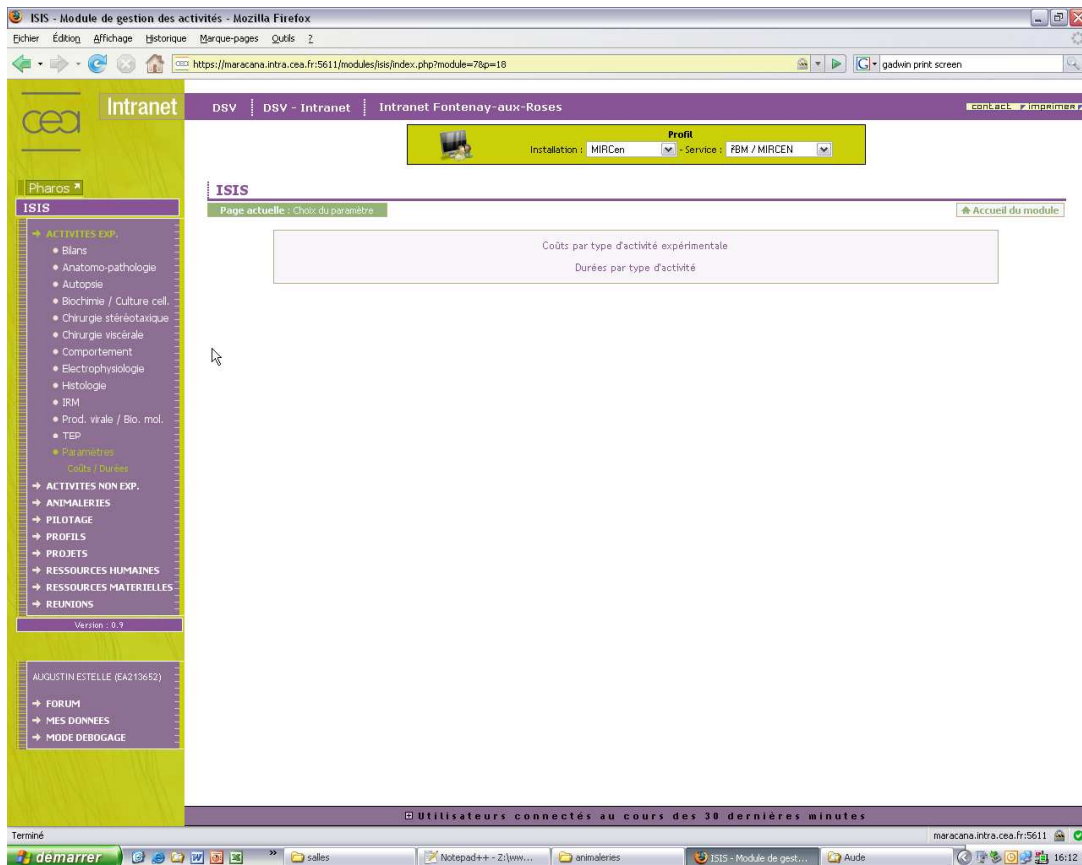 ISIS - Module de gestion des activités - Mozilla Firefox
Fichier Édition Affichage Historique Marque-pages Outils ?
https://maracana.intra.cea.fr:5611/modules/isis/index.php?module=7&p=18
G gadwin print screen
cea Intranet
DSV DSV - Intranet Intranet Fontenay-aux-Roses
contact imprimer
Profil
Installation : MIRCen - Service : BM / MIRCEN
Pharos
ISIS
ISIS
Page actuelle : Choix du paramètre
Accueil du module
Coûts par type d'activité expérimentale
Durées par type d'activité
ACTIVITES EXP.
Bilans
Anatomo-pathologie
Autopsie
Biochimie / Culture cell.
Chirurgie stéréotaxique
Chirurgie viscérale
Comportement
Electrophysiologie
Histologie
IRM
Prod. virale / Bio. mol.
TEP
Paramètres
Coûts / Durées
ACTIVITES NON EXP.
ANIMALERIES
PILOTAGE
PROFILS
PROJETS
RESSOURCES HUMAINES
RESSOURCES MATERIELLES
REUNIONS
Version : 0.9
AUGUSTIN ESTELLE (EA213652)
FORUM
MES DONNEES
MODE DEBOGAGE
Utilisateurs connectés au cours des 30 dernières minutes
Terminé
maracana.intra.cea.fr:5611
démarrer » salles Notepad++ - Z:\ww... animaleries ISIS - Module de gest... Aude 16:12